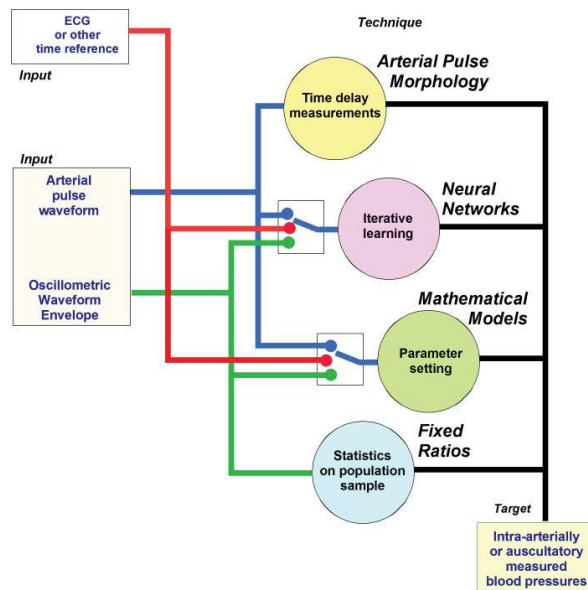 ECG
or other
time reference
Input
Technique
Arterial Pulse
Morphology
Time delay
measurements
Input
Arterial
pulse
waveform
Oscillometric
Waveform
Envelope
Neural
Networks
Iterative
learning
Mathematical
Models
Parameter
setting
Fixed
Ratios
Statistics
on population
sample
Target
Intra-arterially
or auscultatory
measured
blood pressures